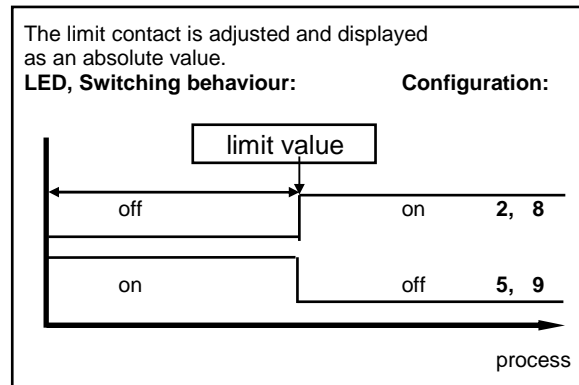 The limit contact is adjusted and displayed
as an absolute value.
LED, Switching behaviour: Configuration:
limit value
off on 2, 8
on off 5, 9
process